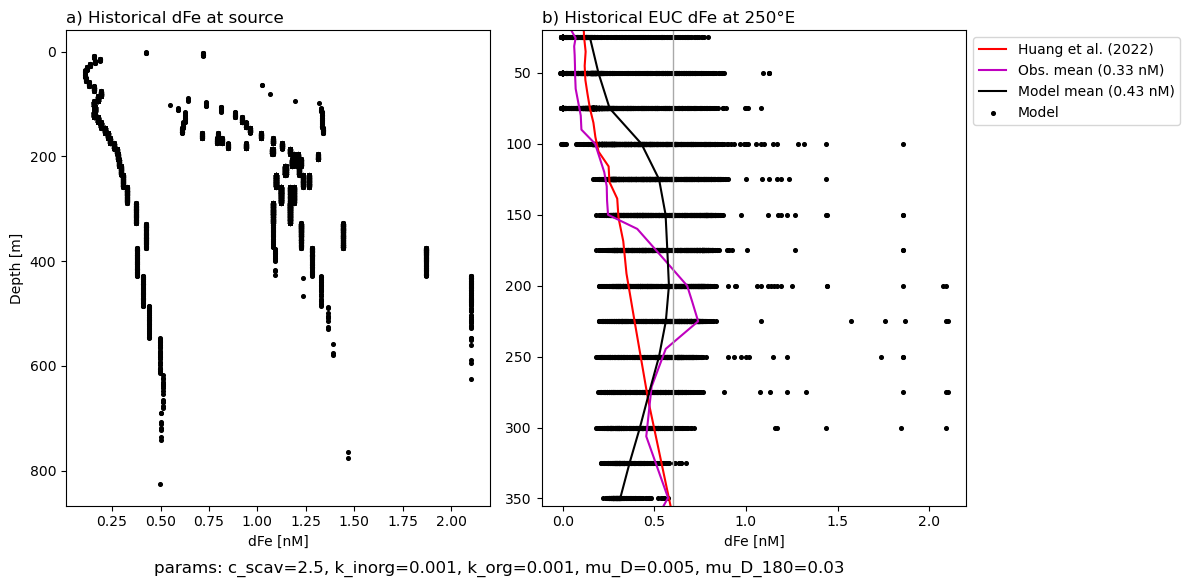 a) Historical dFe at source
0
200
400
600
800
Depth [m]
0.25 0.50 0.75 1.00 1.25 1.50 1.75 2.00
dFe [nM]
b) Historical EUC dFe at 250°E
50
100
150
200
250
300
350
0.0 0.5 1.0 1.5 2.0
dFe [nM]
Huang et al. (2022)
Obs. mean (0.33 nM)
Model mean (0.43 nM)
Model
params: c_scav=2.5, k_inorg=0.001, k_org=0.001, mu_D=0.005, mu_D_180=0.03